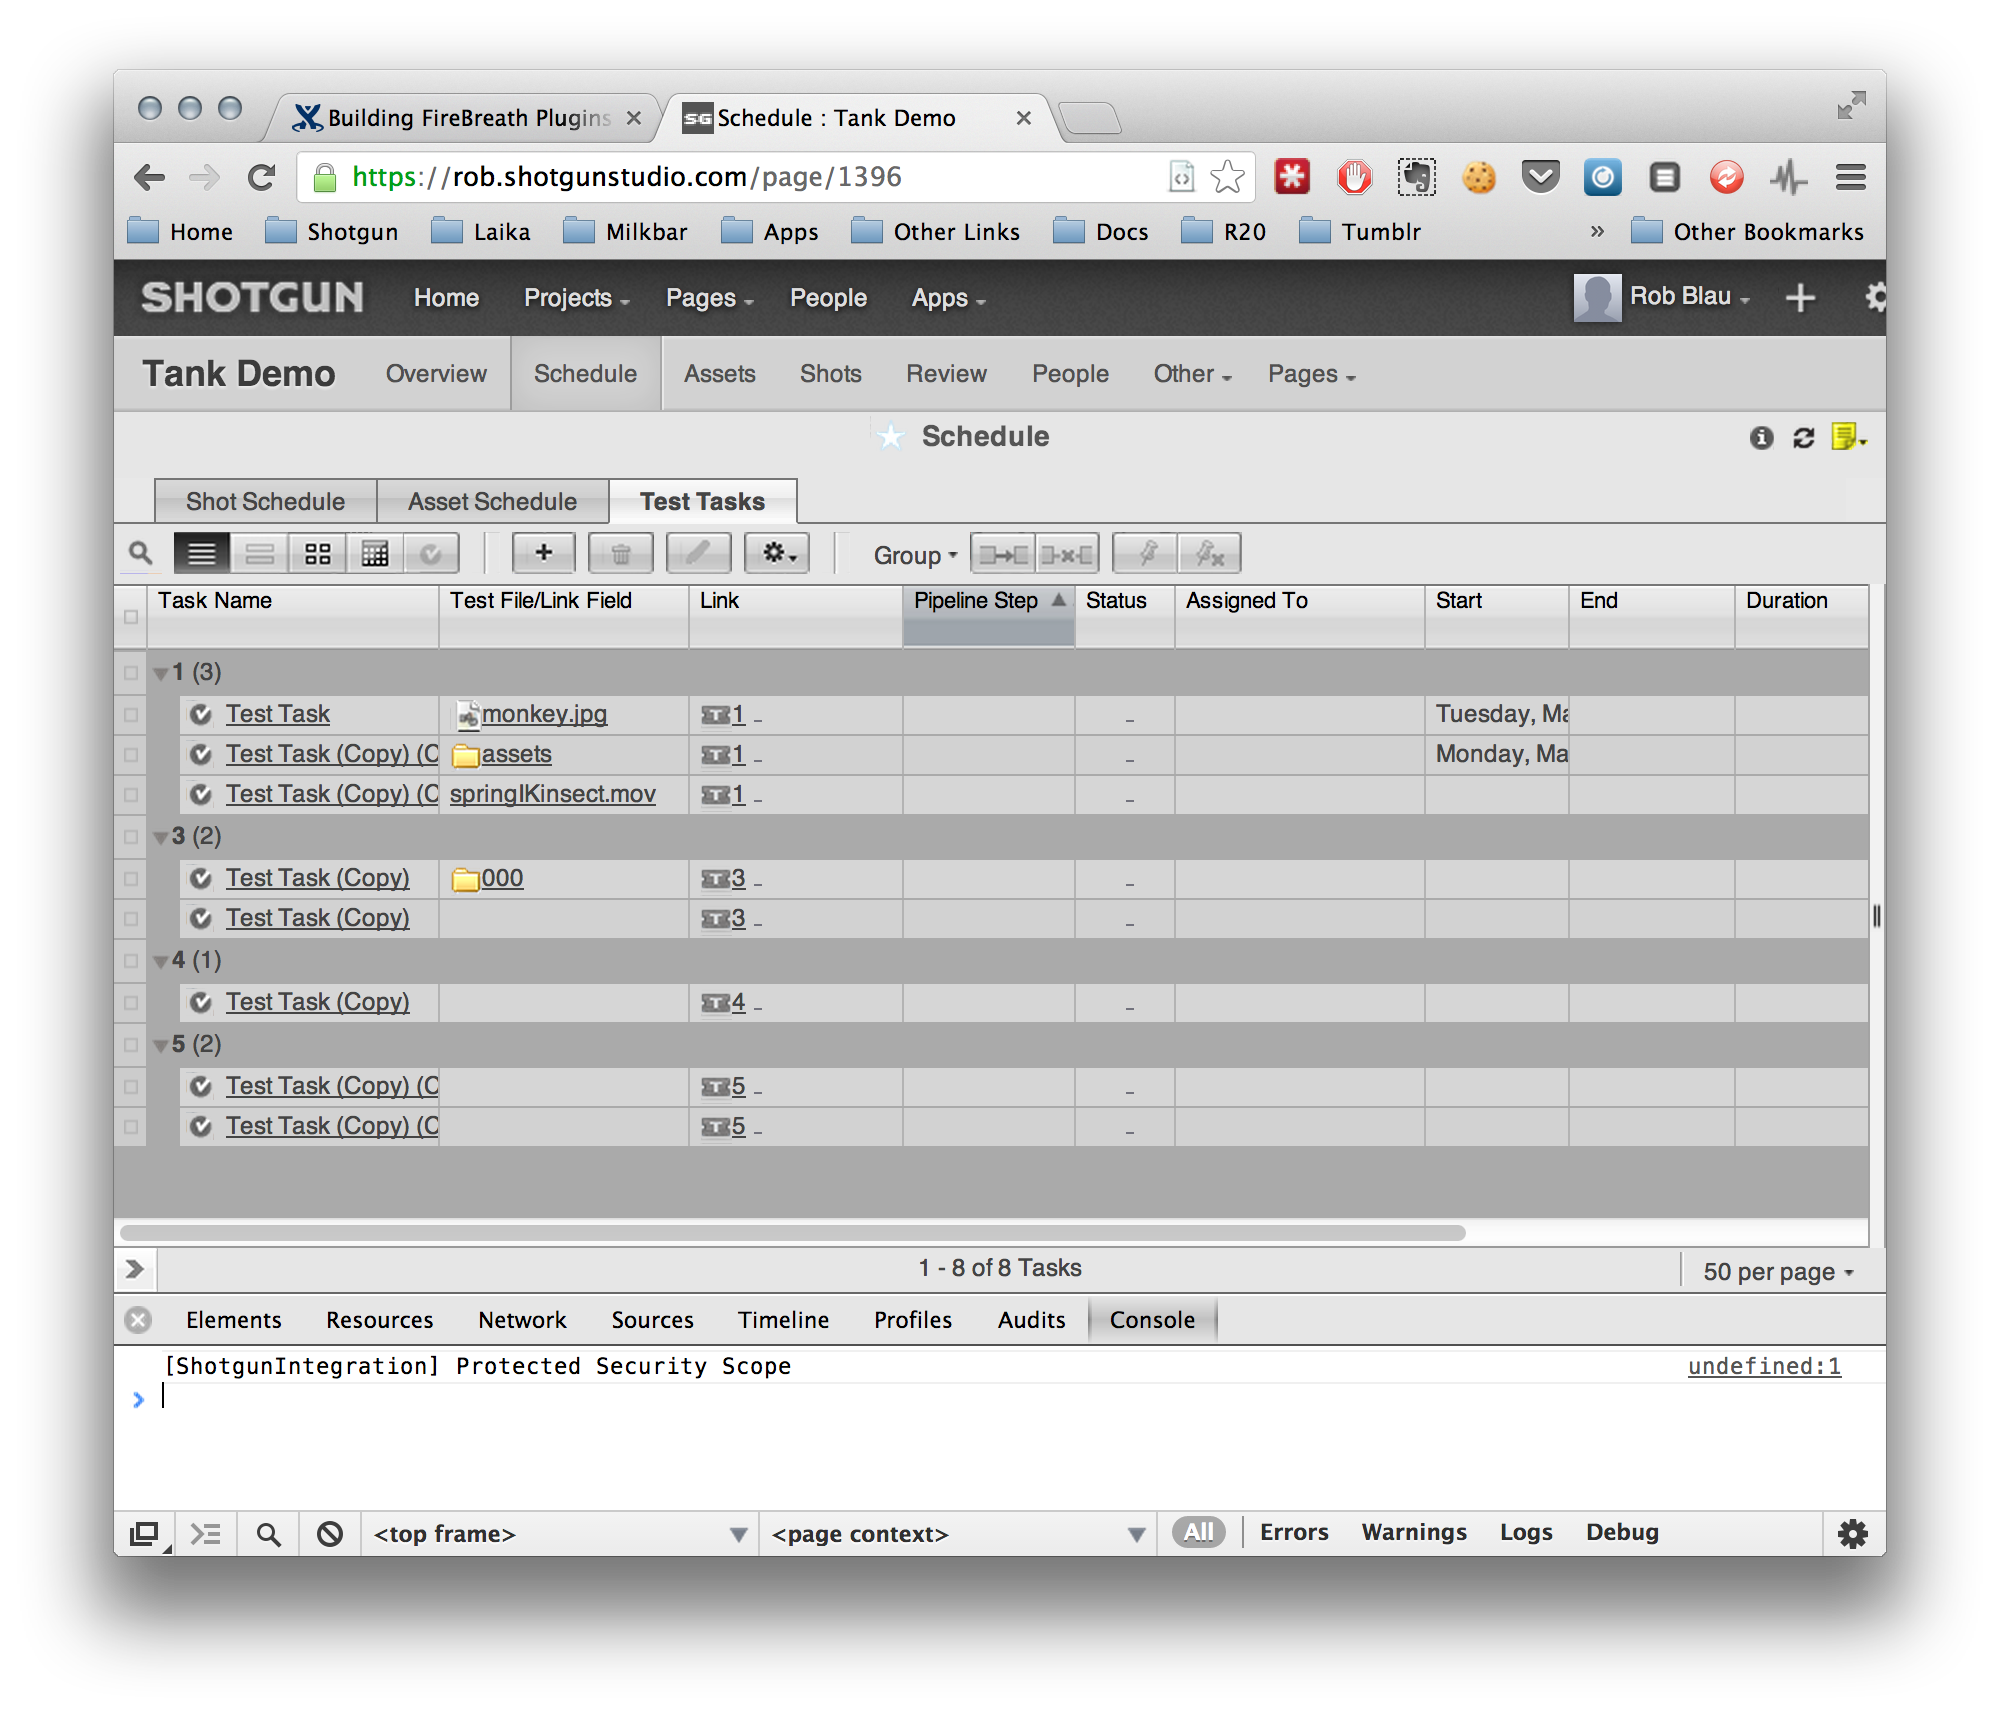 Building FireBreath Plugins
Schedule : Tank Demo
https://rob.shotgunstudio.com/page/1396
Home Shotgun Laika Milkbar Apps Other Links Docs R20 Tumblr » Other Bookmarks
SHOTGUN Home Projects Pages People Apps Rob Blau
Tank Demo Overview Schedule Assets Shots Review People Other Pages
Schedule
Shot Schedule Asset Schedule Test Tasks
Group
Task Name Test File/Link Field Link Pipeline Step Status Assigned To Start End Duration
1 (3)
Test Task monkey.jpg 1 - - Tuesday, Ma
Test Task (Copy) (C assets 1 - - Monday, Ma
Test Task (Copy) (C springIKinsect.mov 1 - -
3 (2)
Test Task (Copy) 000 3 - -
Test Task (Copy) 3 - -
4 (1)
Test Task (Copy) 4 - -
5 (2)
Test Task (Copy) (C 5 - -
Test Task (Copy) (C 5 - -
1 - 8 of 8 Tasks 50 per page
Elements Resources Network Sources Timeline Profiles Audits Console
[ShotgunIntegration] Protected Security Scope undefined:1
<top frame> <page context> All Errors Warnings Logs Debug